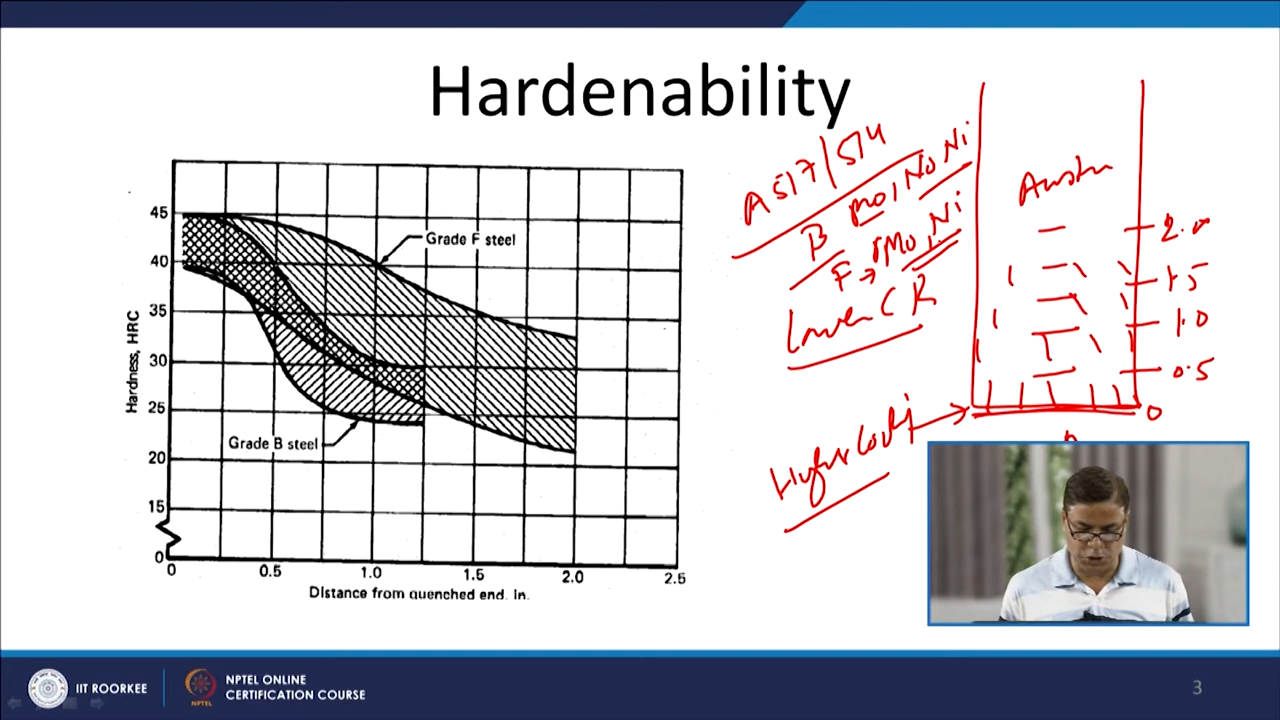 Hardenability
A517/514
B Mo, No Ni
F → Mo, Ni
Lower C R
Austn
2.0
1.5
1.0
0.5
0
Higher
Hardness, HRC
45
40
35
30
25
20
15
0
Grade F steel
Grade B steel
0 0.5 1.0 1.5 2.0 2.5
Distance from quenched end, in.
IIT ROORKEE
NPTEL
NPTEL ONLINE
CERTIFICATION COURSE
3